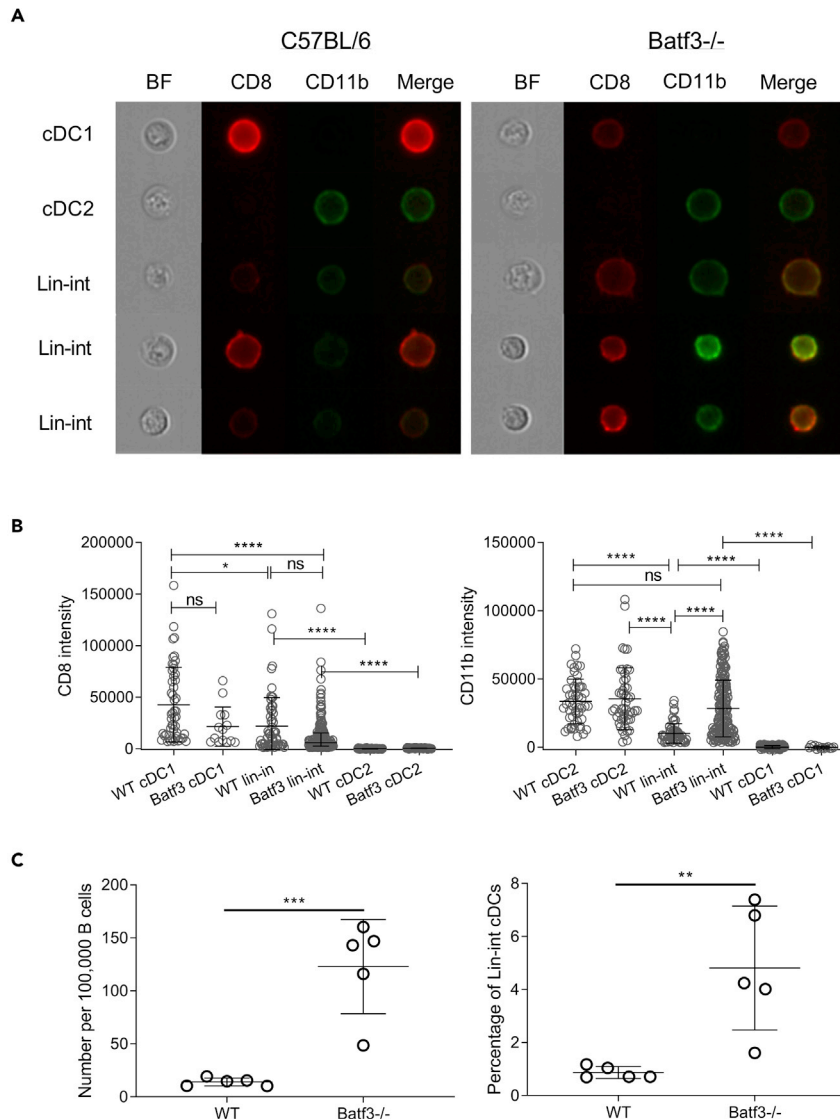 A
C57BL/6 Batf3-/-
BF CD8 CD11b Merge BF CD8 CD11b Merge
cDC1
cDC2
Lin-int
Lin-int
Lin-int
B
200000
150000
100000
50000
0
CD8 intensity
****
* ns
ns
****
****
WT cDC1
Batf3 cDC1
WT lin-in
Batf3 lin-int
WT cDC2
Batf3 cDC2
150000
100000
50000
0
CD11b intensity
****
**** ****
ns
**** ****
WT cDC2
Batf3 cDC2
WT lin-int
Batf3 lin-int
WT cDC1
Batf3 cDC1
C
200
150
100
50
0
Number per 100,000 B cells
***
WT Batf3-/-
8
6
4
2
0
Percentage of Lin-int cDCs
**
WT Batf3-/-